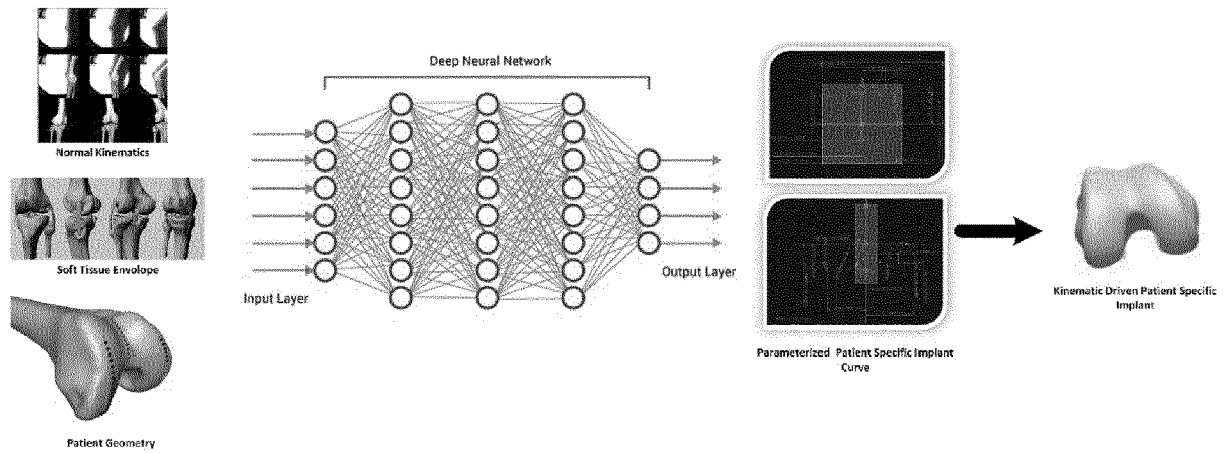 Normal Kinematics
Soft Tissue Envolope
Patient Geometry
Deep Neural Network
Input Layer
Output Layer
Parameterized Patient Specific Implant
Curve
Kinematic Driven Patient Specific
Implant